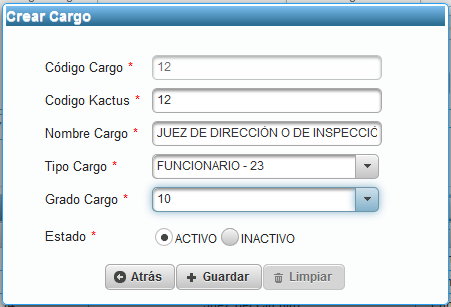 Crear Cargo
Código Cargo * 12
Codigo Kactus * 12
Nombre Cargo * JUEZ DE DIRECCIÓN O DE INSPECCIÓ
Tipo Cargo * FUNCIONARIO - 23
Grado Cargo * 10
Estado * ACTIVO INACTIVO
Atrás Guardar Limpiar